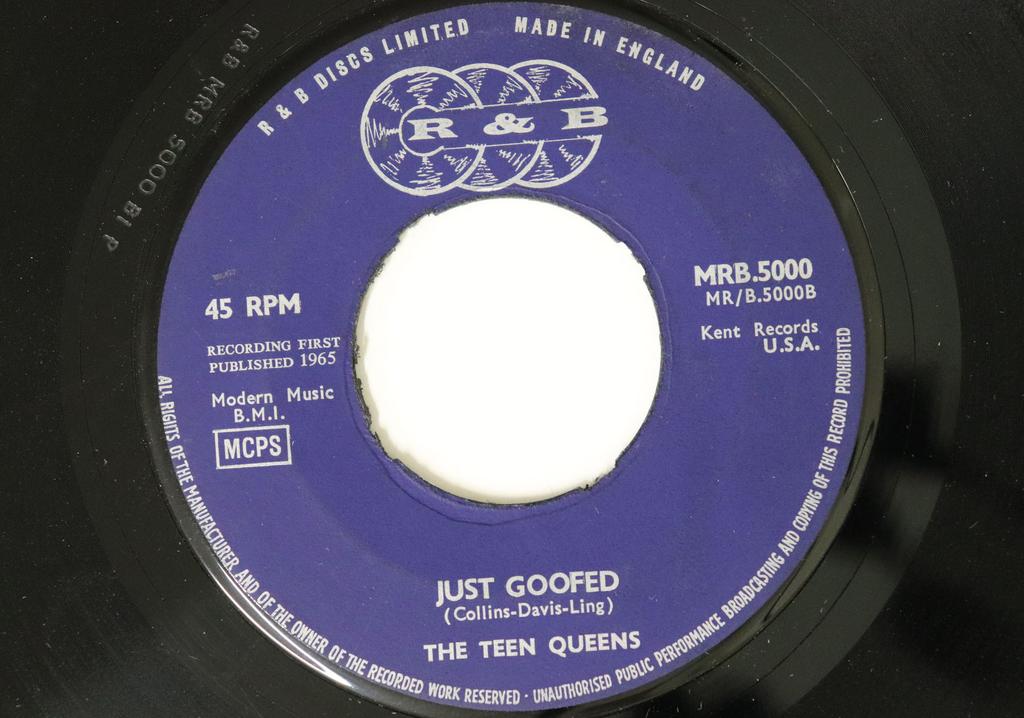 R & B DISCS LIMITED MADE IN ENGLAND
R & B
R&B MRB 5000 B1 P
45 RPM
RECORDING FIRST
PUBLISHED 1965
Modern Music
B.M.I.
MCPS
MRB.5000
MR/B.5000B
Kent Records
U.S.A.
JUST GOOFED
(Collins-Davis-Ling)
THE TEEN QUEENS
ALL RIGHTS OF THE MANUFACTURER AND OF THE OWNER OF THE RECORDED WORK RESERVED · UNAUTHORISED PUBLIC PERFORMANCE BROADCASTING AND COPYING OF THIS RECORD PROHIBITED